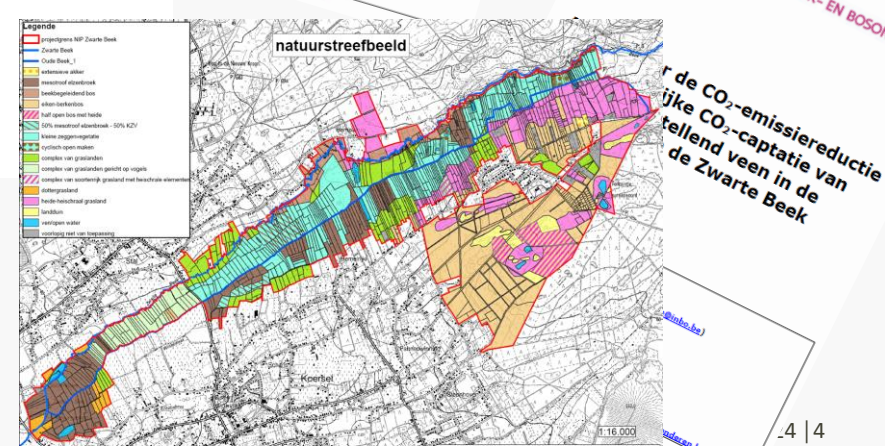 Legende
projectgrens NIP Zwarte Beek
Zwarte Beek
Oude Beek_1
extensieve akker
mesotroof elzenbroek
beekbegeleidend bos
eiken-berkenbos
half open bos met heide
50% mesotroof elzenbroek - 50% KZV
kleine zeggenvegetatie
cyclisch open maken
complex van graslanden
complex van graslanden gericht op vogels
complex van soortenrijk grasland met heischrale elementen
dottergrasland
heide-heischraal grasland
landduin
ven/open water
voorlopig niet van toepassing
natuurstreefbeeld
Koersel
1:16.000
K- EN BOSO
r de CO₂-emissiereductie
ijke CO₂-captatie van
tellend veen in de
de Zwarte Beek
@inbo.be)
4 | 4